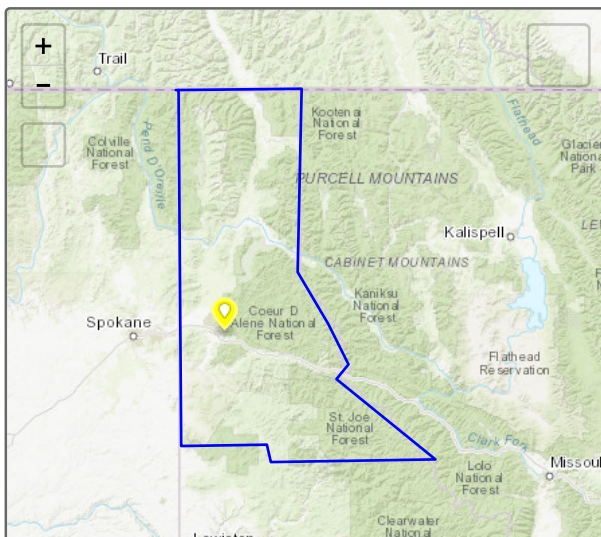 +
−
Trail
Kootenai
National
Forest
Colville
National
Forest
Pend D'Oreille
Flathead
Glacier
National
Park
PURCELL MOUNTAINS
Kalispell
CABINET MOUNTAINS
Kaniksu
National
Forest
Coeur D
Alene National
Forest
Spokane
Flathead
Reservation
St. Joe
National
Forest
Clark Fork
Missoul
Lolo
National
Forest
Clearwater
National